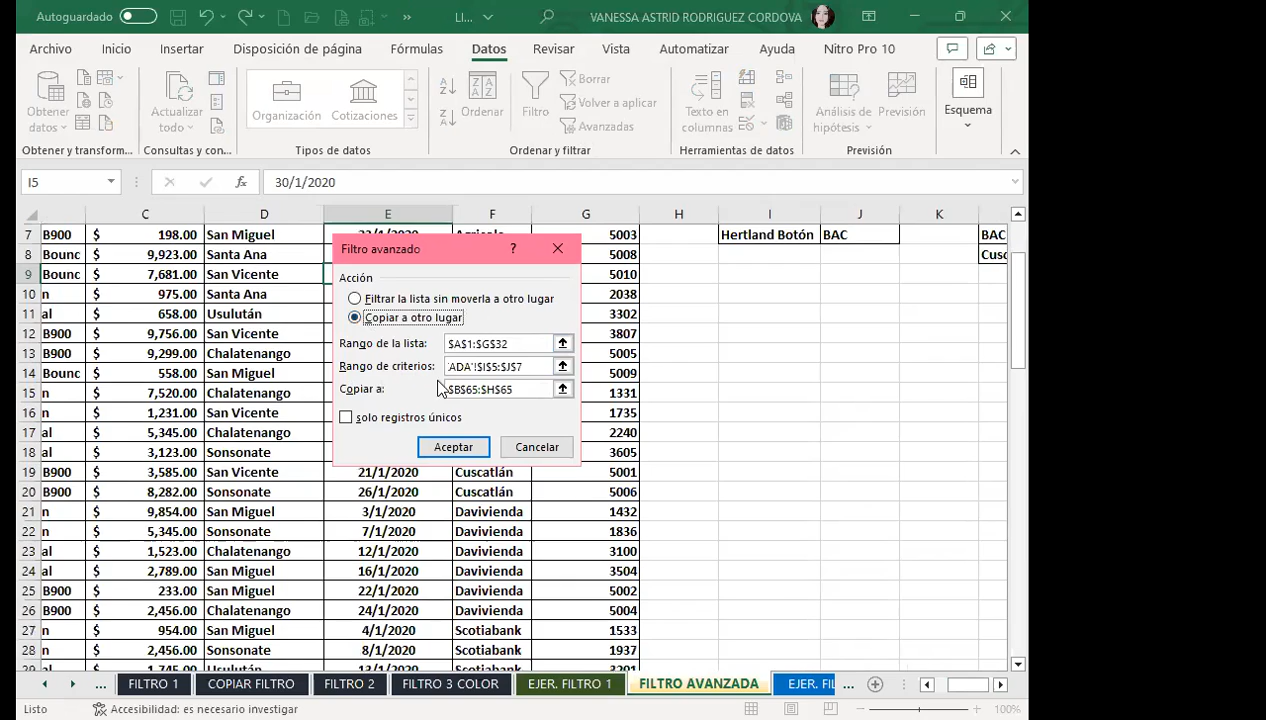 Autoguardado
LI...
VANESSA ASTRID RODRIGUEZ CORDOVA
Archivo Inicio Insertar Disposición de página Fórmulas Datos Revisar Vista Automatizar Ayuda Nitro Pro 10
Obtener datos
Actualizar todo
Organización Cotizaciones
Ordenar
Filtro
Borrar
Volver a aplicar
Avanzadas
Texto en columnas
Análisis de hipótesis
Previsión
Esquema
Obtener y transform... Consultas y con... Tipos de datos Ordenar y filtrar Herramientas de datos Previsión
I5 fx 30/1/2020
C D E F G H I J K
7 B900 $ 198.00 San Miguel 5003 Hertland Botón BAC BAC
8 Bounc $ 9,923.00 Santa Ana 5008 Cusc
9 Bounc $ 7,681.00 San Vicente 5010
10 n $ 975.00 Santa Ana 2038
11 al $ 658.00 Usulután 3302
12 B900 $ 9,756.00 San Vicente 3807
13 B900 $ 9,299.00 Chalatenango 5005
14 Bounc $ 558.00 San Miguel 5009
15 n $ 7,520.00 Chalatenango 1331
16 n $ 1,231.00 San Vicente 1735
17 al $ 5,345.00 Chalatenango 2240
18 al $ 3,123.00 Sonsonate 3605
19 B900 $ 3,585.00 San Vicente 21/1/2020 Cuscatlán 5001
20 B900 $ 8,282.00 Sonsonate 26/1/2020 Cuscatlán 5006
21 n $ 9,854.00 San Miguel 3/1/2020 Davivienda 1432
22 n $ 5,345.00 Sonsonate 7/1/2020 Davivienda 1836
23 al $ 1,523.00 Chalatenango 12/1/2020 Davivienda 3100
24 al $ 2,789.00 San Miguel 16/1/2020 Davivienda 3504
25 B900 $ 233.00 San Miguel 22/1/2020 Davivienda 5002
26 B900 $ 2,456.00 Chalatenango 24/1/2020 Davivienda 5004
27 n $ 954.00 San Miguel 4/1/2020 Scotiabank 1533
28 n $ 2,456.00 Sonsonate 8/1/2020 Scotiabank 1937
29 al $ 1,745.00 Usulután 13/1/2020 Scotiabank 3201
Filtro avanzado ?
Acción
Filtrar la lista sin moverla a otro lugar
Copiar a otro lugar
Rango de la lista: $A$1:$G$32
Rango de criterios: 'ADA'!$I$5:$J$7
Copiar a: $B$65:$H$65
Solo registros únicos
Aceptar Cancelar
... FILTRO 1 COPIAR FILTRO FILTRO 2 FILTRO 3 COLOR EJER. FILTRO 1 FILTRO AVANZADA EJER. FIL ...
Listo Accesibilidad: es necesario investigar 100%